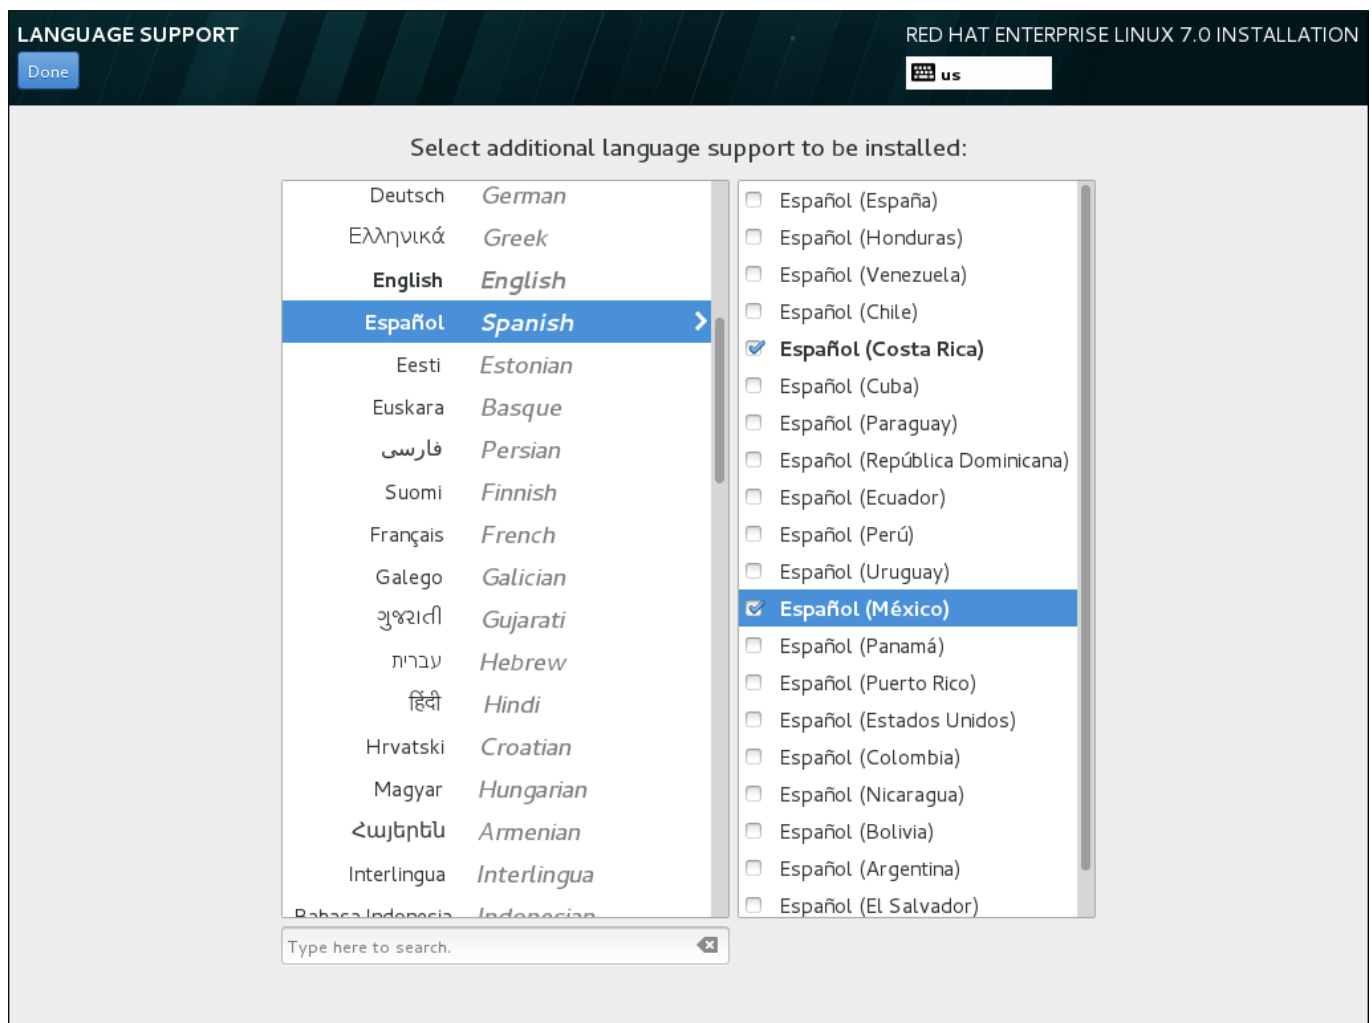 LANGUAGE SUPPORT
RED HAT ENTERPRISE LINUX 7.0 INSTALLATION
Done
us
Select additional language support to be installed:
Deutsch German
Ελληνικά Greek
English English
Español Spanish
Eesti Estonian
Euskara Basque
فارسی Persian
Suomi Finnish
Français French
Galego Galician
ગુજરાતી Gujarati
עברית Hebrew
हिंदी Hindi
Hrvatski Croatian
Magyar Hungarian
Հայերեն Armenian
Interlingua Interlingua
Bahasa Indonesia Indonesian
Español (España)
Español (Honduras)
Español (Venezuela)
Español (Chile)
Español (Costa Rica)
Español (Cuba)
Español (Paraguay)
Español (República Dominicana)
Español (Ecuador)
Español (Perú)
Español (Uruguay)
Español (México)
Español (Panamá)
Español (Puerto Rico)
Español (Estados Unidos)
Español (Colombia)
Español (Nicaragua)
Español (Bolivia)
Español (Argentina)
Español (El Salvador)
Type here to search.